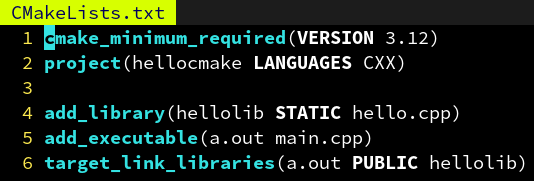 CMakeLists.txt
1 cmake_minimum_required(VERSION 3.12)
2 project(hellocmake LANGUAGES CXX)
3
4 add_library(hellolib STATIC hello.cpp)
5 add_executable(a.out main.cpp)
6 target_link_libraries(a.out PUBLIC hellolib)